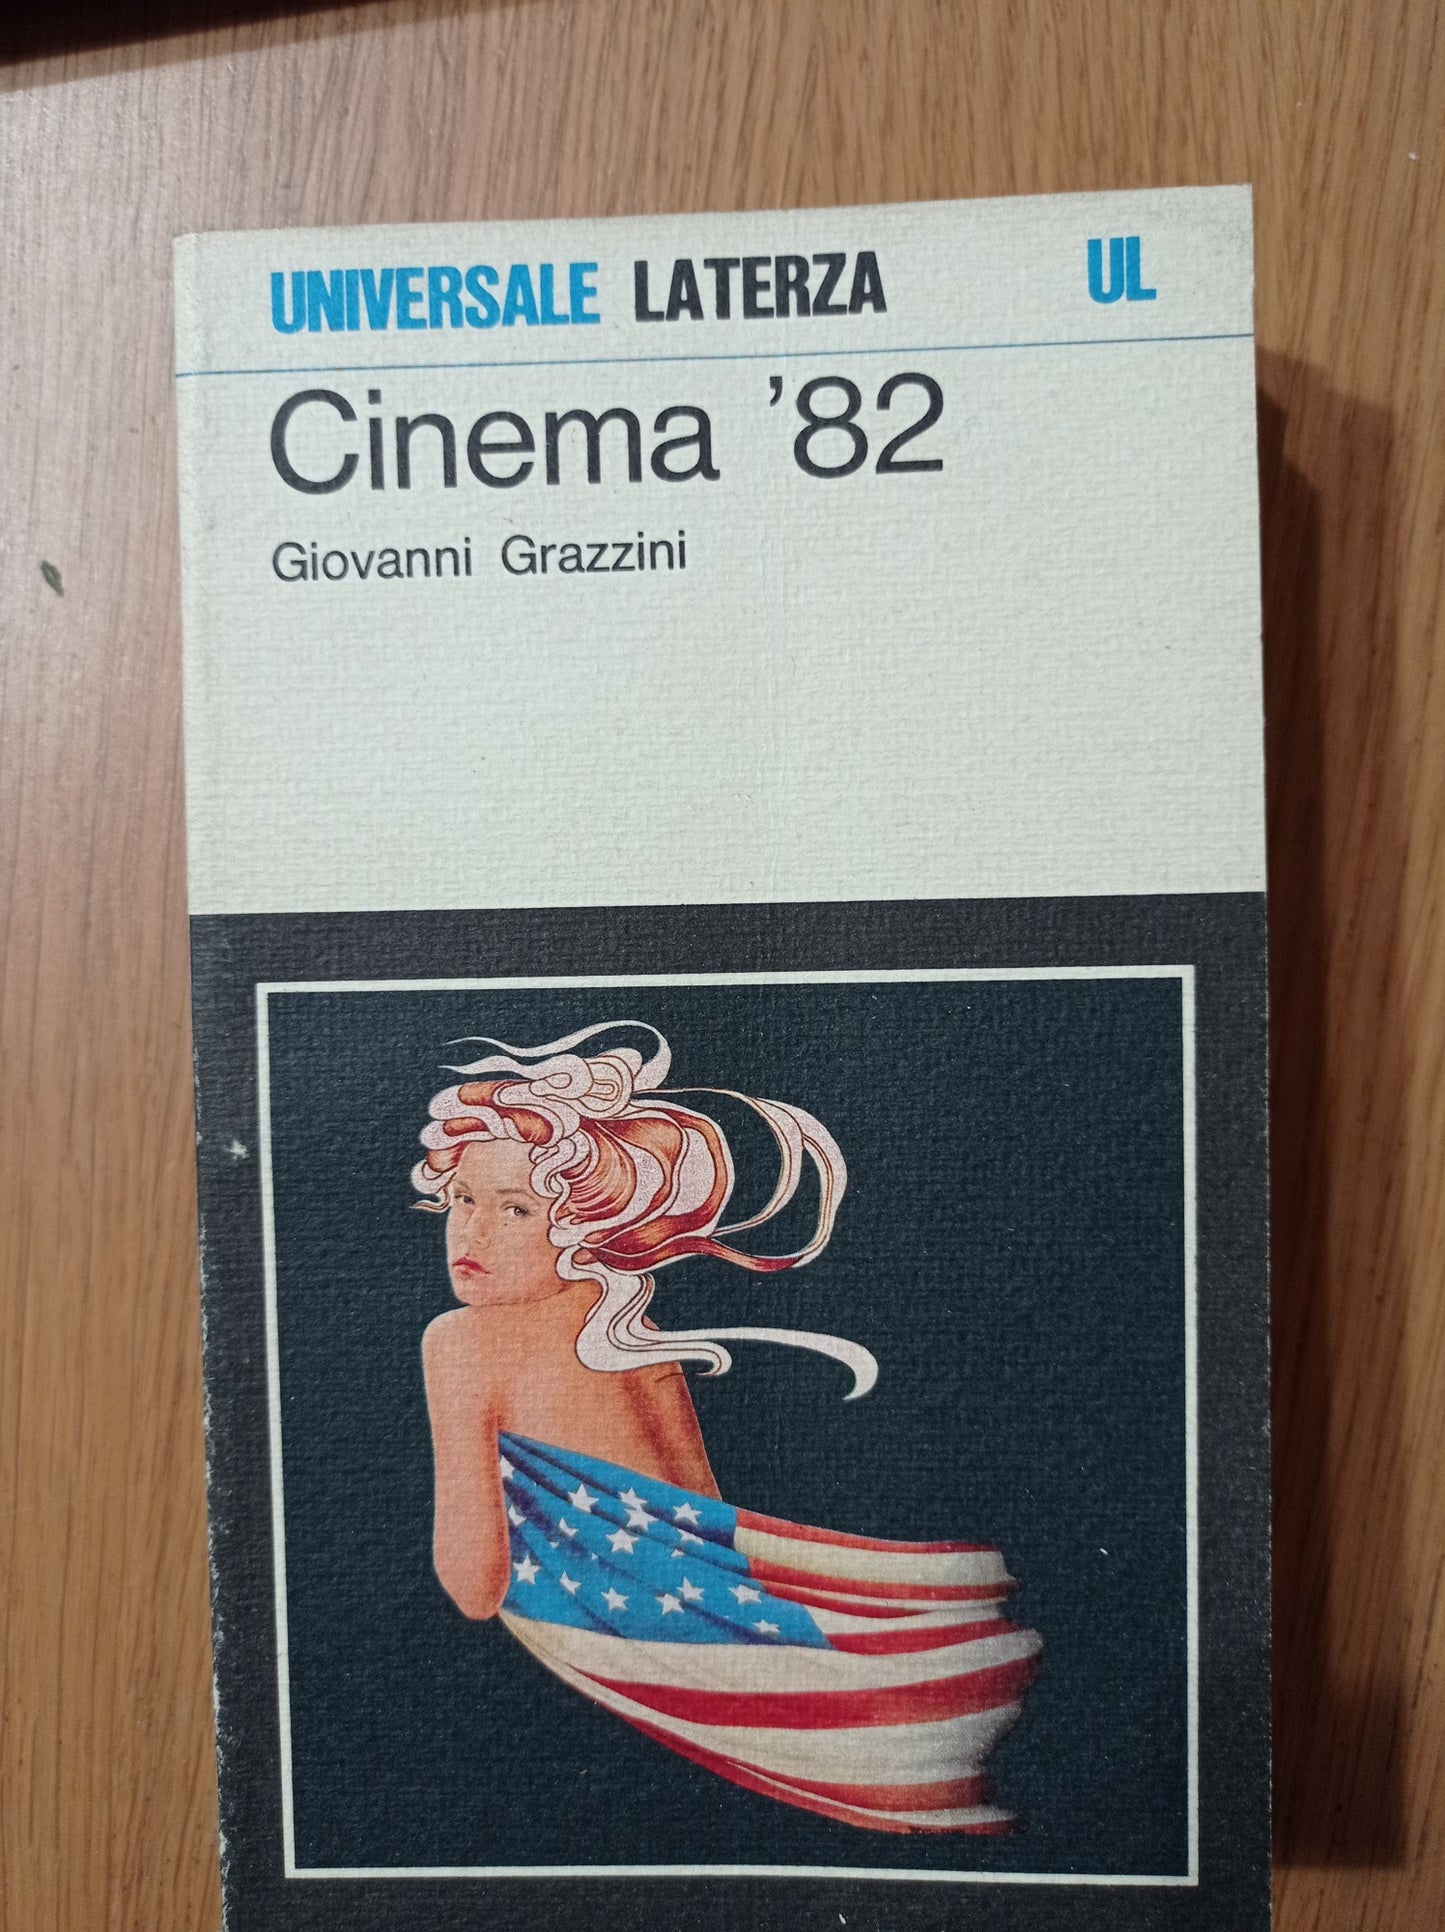 UNIVERSALE LATERZA UL
Cinema '82
Giovanni Grazzini